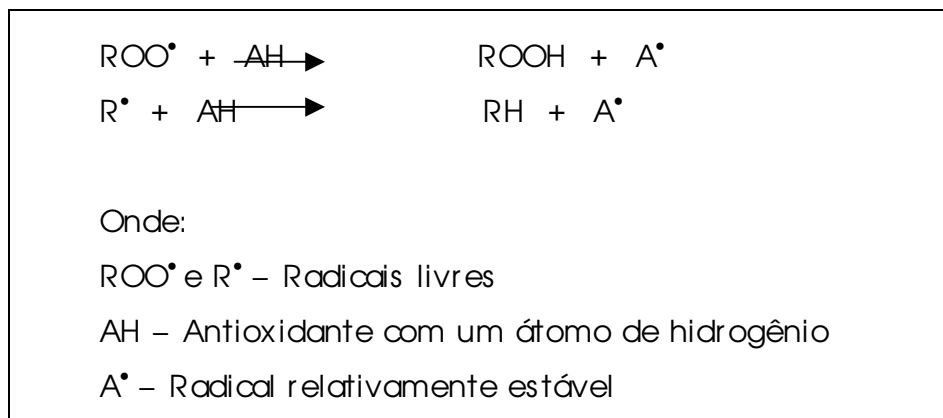 ROO• + AH → ROOH + A•
R• + AH → RH + A•
Onde:
ROO• e R• – Radicais livres
AH – Antioxidante com um átomo de hidrogênio
A• – Radical relativamente estável